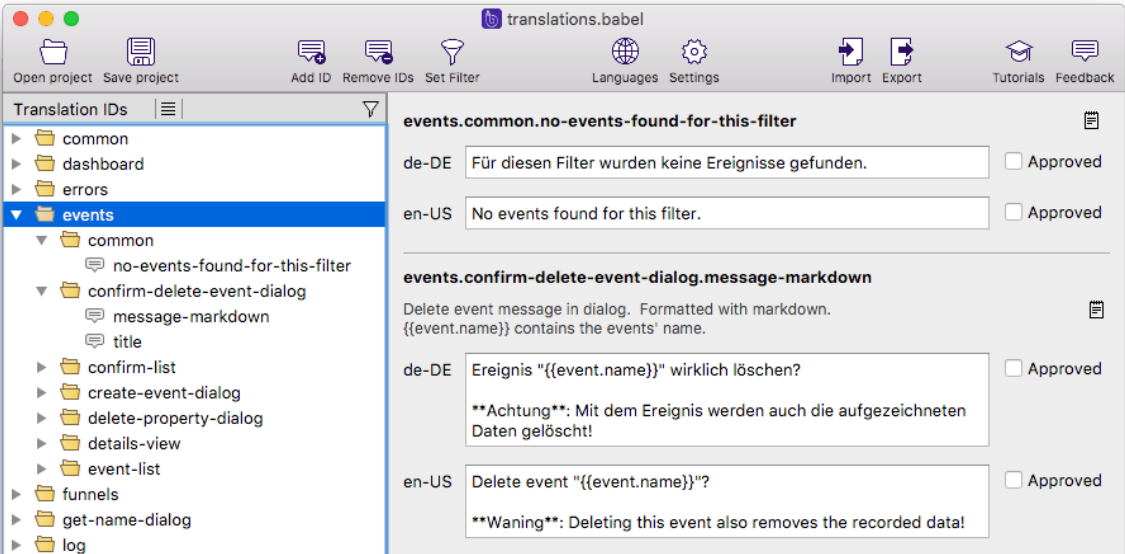 translations.babel
Open project Save project Add ID Remove IDs Set Filter Languages Settings Import Export Tutorials Feedback
Translation IDs
common
dashboard
errors
events
common
no-events-found-for-this-filter
confirm-delete-event-dialog
message-markdown
title
confirm-list
create-event-dialog
delete-property-dialog
details-view
event-list
funnels
get-name-dialog
log
events.common.no-events-found-for-this-filter
de-DE Für diesen Filter wurden keine Ereignisse gefunden. Approved
en-US No events found for this filter. Approved
events.confirm-delete-event-dialog.message-markdown
Delete event message in dialog. Formatted with markdown.
{{event.name}} contains the events' name.
de-DE Ereignis "{{event.name}}" wirklich löschen? Approved
**Achtung**: Mit dem Ereignis werden auch die aufgezeichneten
Daten gelöscht!
en-US Delete event "{{event.name}}"? Approved
**Waning**: Deleting this event also removes the recorded data!